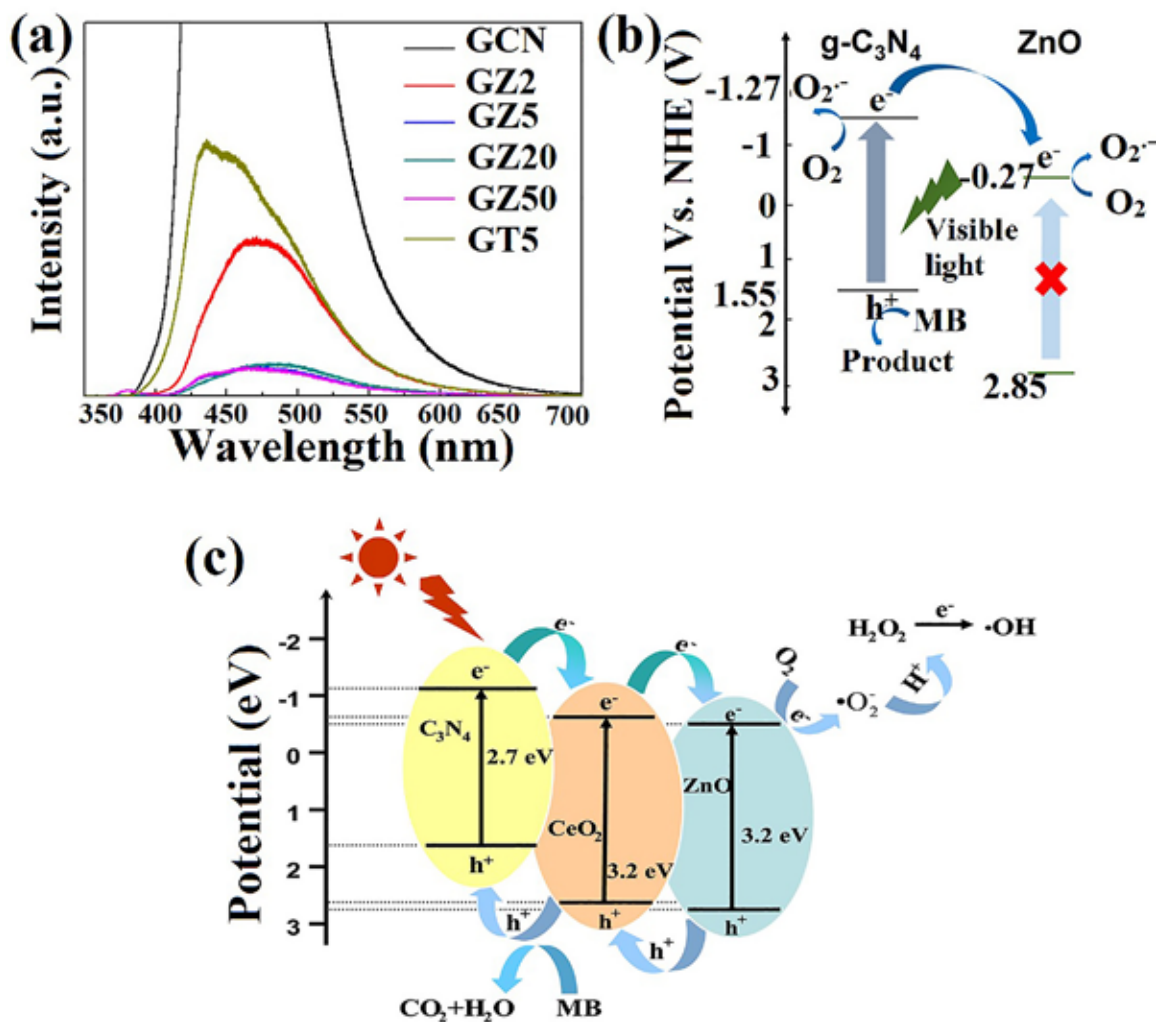 (a)
GCN
GZ2
GZ5
GZ20
GZ50
GT5
Intensity (a.u.)
350 400 450 500 550 600 650 700
Wavelength (nm)
(b)
g-C₃N₄ ZnO
Potential Vs. NHE (V)
-1.27
-1
0
1
1.55
2
3
O₂·⁻
O₂
e⁻
-0.27
e⁻
O₂·⁻
O₂
Visible
light
h⁺
MB
Product
2.85
(c)
Potential (eV)
-2
-1
0
1
2
3
e⁻
e⁻
e⁻
C₃N₄
2.7 eV
h⁺
e⁻
CeO₂
3.2 eV
h⁺
e⁻
ZnO
3.2 eV
h⁺
h⁺
h⁺
CO₂+H₂O MB
O₂
e⁻
•O₂⁻
H⁺
H₂O₂ e⁻ ·OH